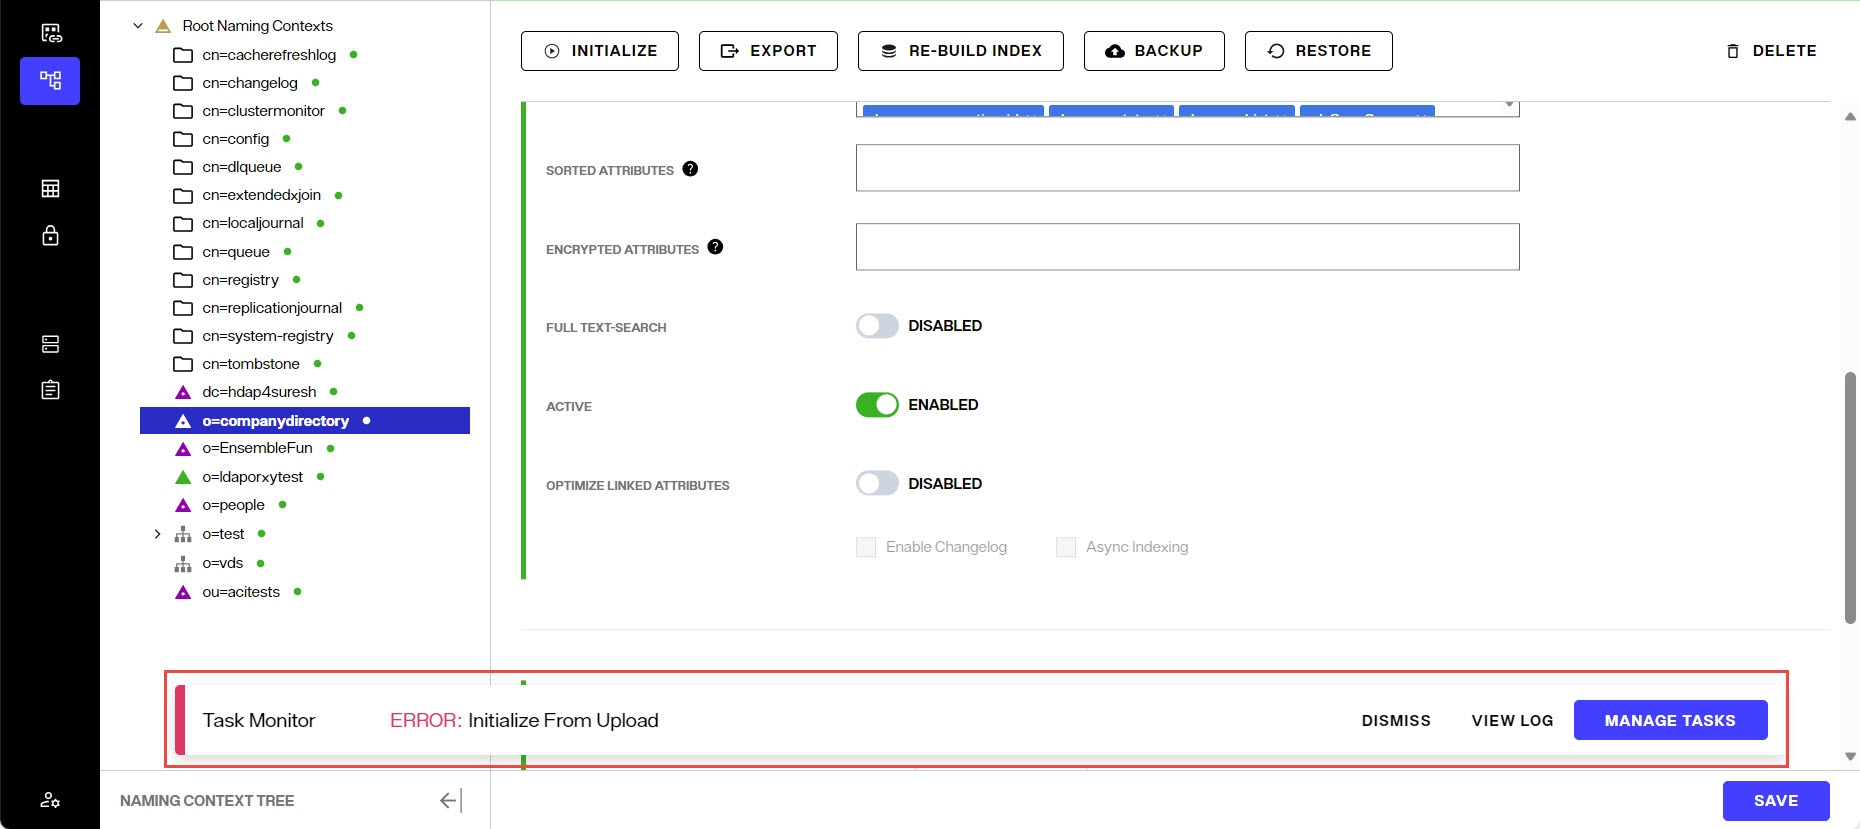 Root Naming Contexts
cn=cacherefreshlog
cn=changelog
cn=clustermonitor
cn=config
cn=dlqueue
cn=extendedxjoin
cn=localjournal
cn=queue
cn=registry
cn=replicationjournal
cn=system-registry
cn=tombstone
dc=hdap4suresh
o=companydirectory
o=EnsembleFun
o=ldaporxytest
o=people
o=test
o=vds
ou=acitests
NAMING CONTEXT TREE
INITIALIZE
EXPORT
RE-BUILD INDEX
BACKUP
RESTORE
DELETE
SORTED ATTRIBUTES ?
ENCRYPTED ATTRIBUTES ?
FULL TEXT-SEARCH DISABLED
ACTIVE ENABLED
OPTIMIZE LINKED ATTRIBUTES DISABLED
Enable Changelog Async Indexing
Task Monitor ERROR: Initialize From Upload DISMISS VIEW LOG MANAGE TASKS
SAVE